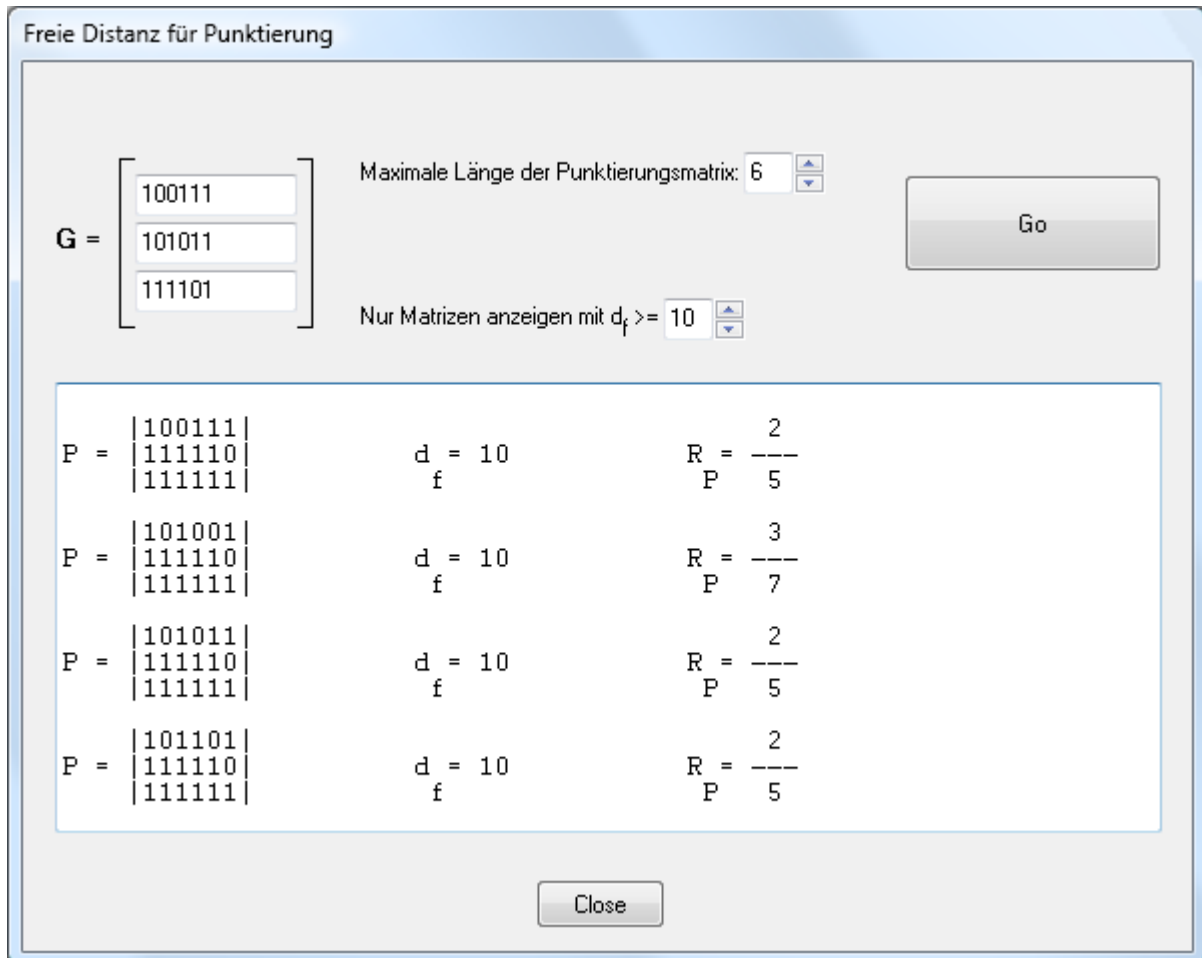 Freie Distanz für Punktierung
Maximale Länge der Punktierungsmatrix: 6
Go
G =
100111
101011
111101
Nur Matrizen anzeigen mit df >= 10
|100111| 2
P = |111110| d = 10 R = ---
|111111| f P 5
|101001| 3
P = |111110| d = 10 R = ---
|111111| f P 7
|101011| 2
P = |111110| d = 10 R = ---
|111111| f P 5
|101101| 2
P = |111110| d = 10 R = ---
|111111| f P 5
Close